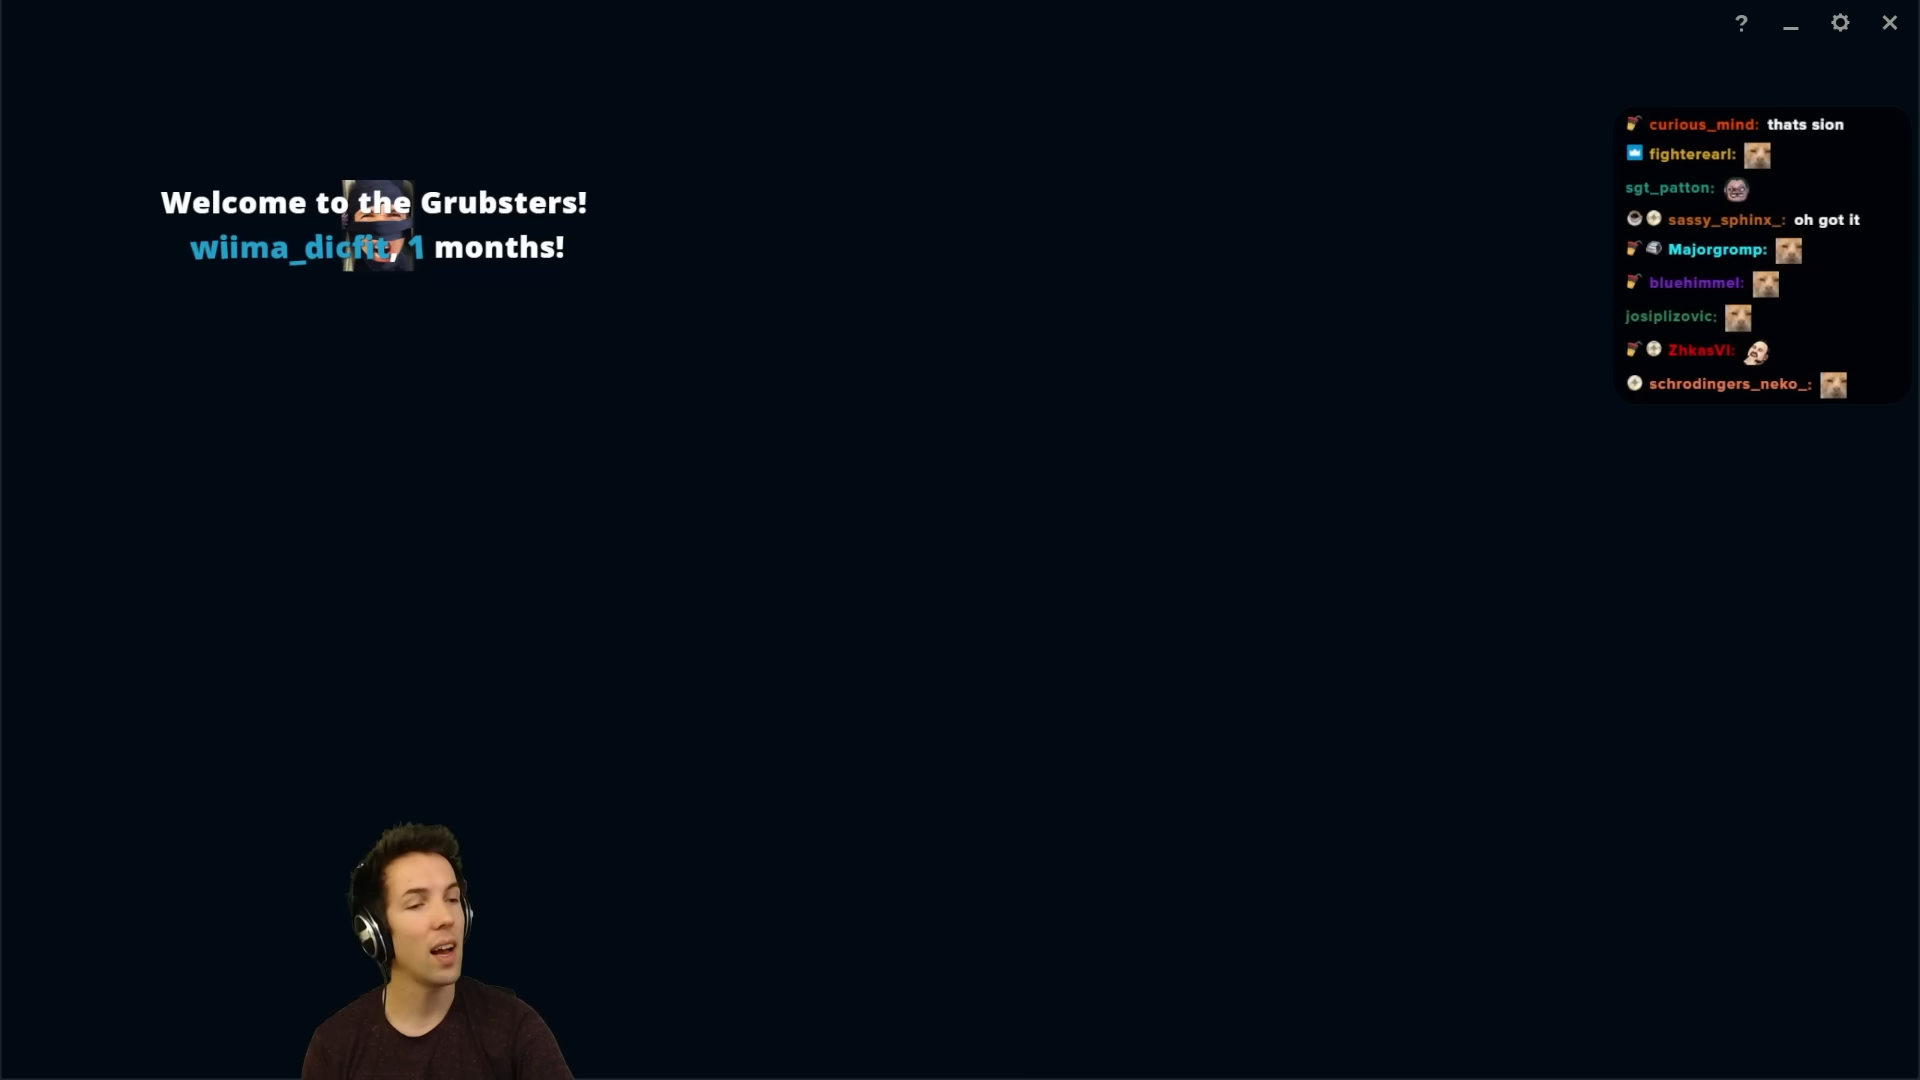 ?
Welcome to the Grubsters!
wiima_dicfit, 1 months!
curious_mind: thats sion
fighterearl:
sgt_patton:
sassy_sphinx_: oh got it
Majorgromp:
bluehimmel:
josiplizovic:
ZhkasVI:
schrodingers_neko_: